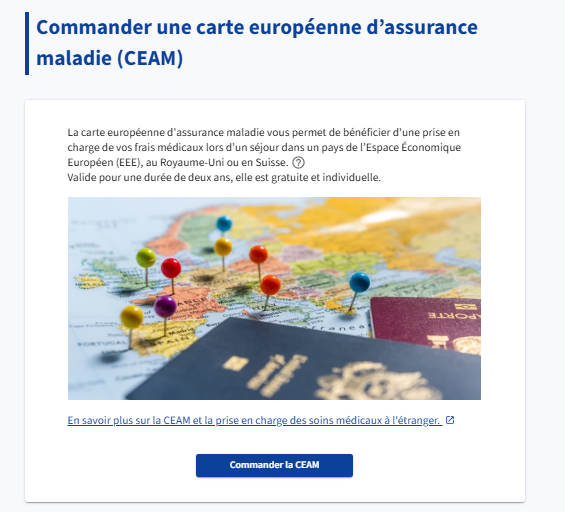 Commander une carte européenne d’assurance
maladie (CEAM)
La carte européenne d'assurance maladie vous permet de bénéficier d'une prise en
charge de vos frais médicaux lors d'un séjour dans un pays de l'Espace Économique
Européen (EEE), au Royaume-Uni ou en Suisse. ?
Valide pour une durée de deux ans, elle est gratuite et individuelle.
PORTUGAL
SPAIN
En savoir plus sur la CEAM et la prise en charge des soins médicaux à l'étranger.
Commander la CEAM